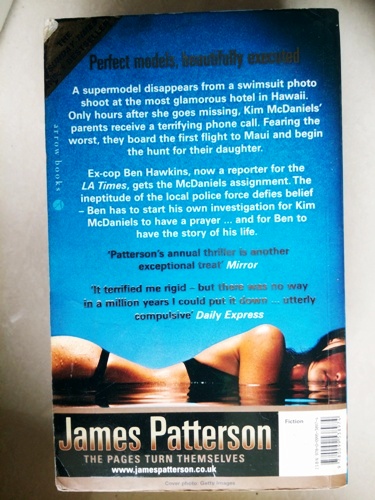 Perfect models, beautifully executed
A supermodel disappears from a swimsuit photo
shoot at the most glamorous hotel in Hawaii.
Only hours after she goes missing, Kim McDaniels'
parents receive a terrifying phone call. Fearing the
worst, they board the first flight to Maui and begin
the hunt for their daughter.
Ex-cop Ben Hawkins, now a reporter for the
LA Times, gets the McDaniels assignment. The
ineptitude of the local police force defies belief
– Ben has to start his own investigation for Kim
McDaniels to have a prayer ... and for Ben to
have the story of his life.
'Patterson's annual thriller is another
exceptional treat' Mirror
'It terrified me rigid – but there was no way
in a million years I could put it down ... utterly
compulsive' Daily Express
arrow books
James Patterson
THE PAGES TURN THEMSELVES
www.jamespatterson.co.uk
Fiction
Cover photo: Getty Images